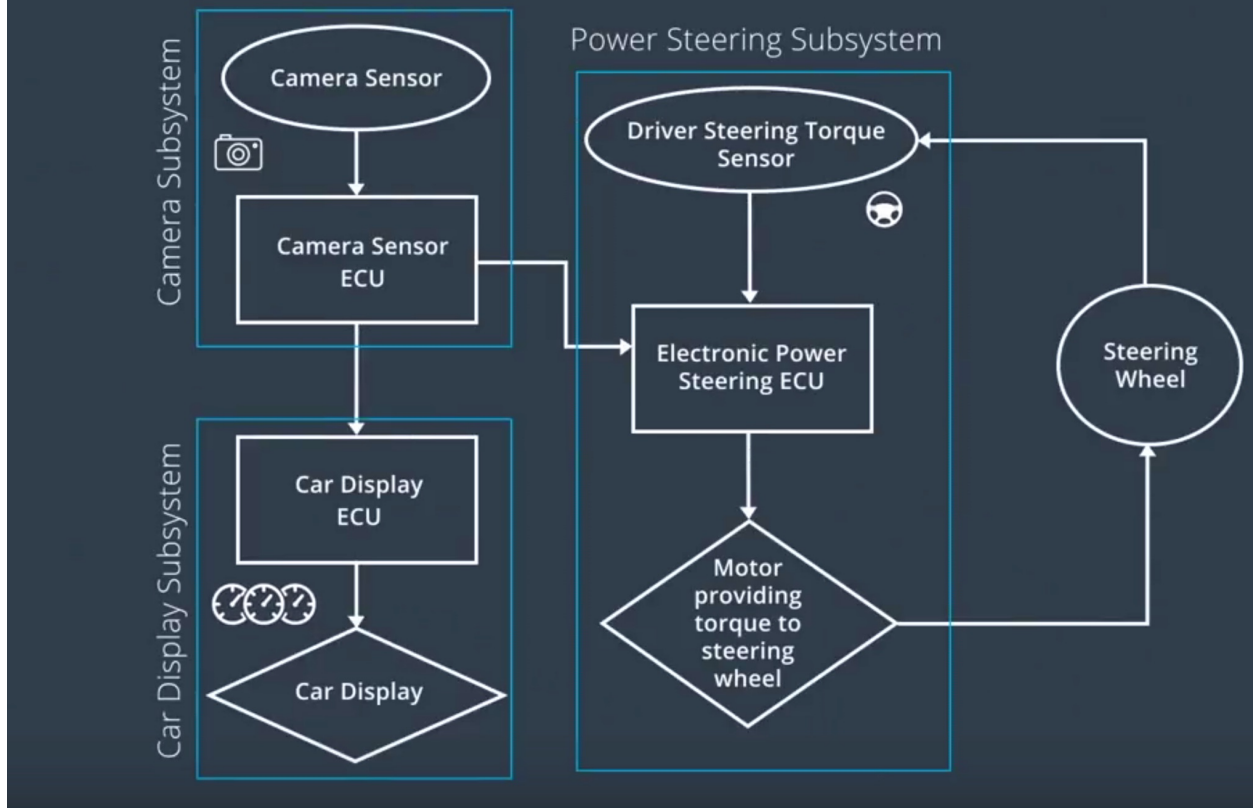 Camera Subsystem
Camera Sensor
Camera Sensor
ECU
Car Display Subsystem
Car Display
ECU
Car Display
Power Steering Subsystem
Driver Steering Torque
Sensor
Electronic Power
Steering ECU
Motor
providing
torque to
steering
wheel
Steering
Wheel